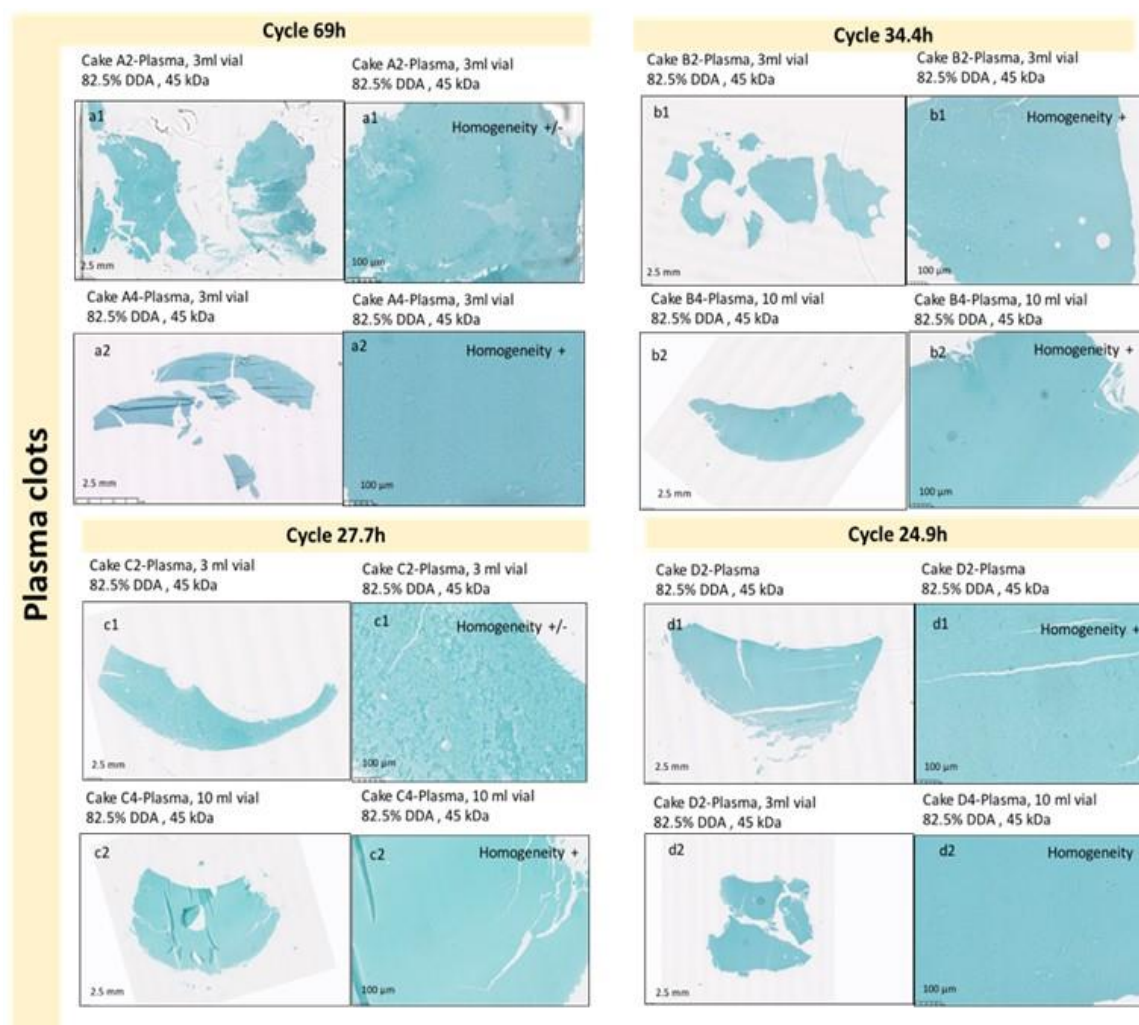 Plasma clots
Cycle 69h
Cake A2-Plasma, 3ml vial
82.5% DDA , 45 kDa
Cake A2-Plasma, 3ml vial
82.5% DDA , 45 kDa
a1
2.5 mm
a1
Homogeneity +/-
100 µm
Cake A4-Plasma, 3ml vial
82.5% DDA , 45 kDa
Cake A4-Plasma, 3ml vial
82.5% DDA , 45 kDa
a2
2.5 mm
a2
Homogeneity +
100 µm
Cycle 34.4h
Cake B2-Plasma, 3ml vial
82.5% DDA , 45 kDa
Cake B2-Plasma, 3ml vial
82.5% DDA , 45 kDa
b1
2.5 mm
b1
Homogeneity +
100 µm
Cake B4-Plasma, 10 ml vial
82.5% DDA , 45 kDa
Cake B4-Plasma, 10 ml vial
82.5% DDA , 45 kDa
b2
2.5 mm
b2
Homogeneity +
100 µm
Cycle 27.7h
Cake C2-Plasma, 3 ml vial
82.5% DDA , 45 kDa
Cake C2-Plasma, 3 ml vial
82.5% DDA , 45 kDa
c1
2.5 mm
c1
Homogeneity +/-
100 µm
Cake C4-Plasma, 10 ml vial
82.5% DDA , 45 kDa
Cake C4-Plasma, 10 ml vial
82.5% DDA , 45 kDa
c2
2.5 mm
c2
Homogeneity +
100 µm
Cycle 24.9h
Cake D2-Plasma
82.5% DDA , 45 kDa
Cake D2-Plasma
82.5% DDA , 45 kDa
d1
2.5 mm
d1
Homogeneity +
100 µm
Cake D2-Plasma, 3ml vial
82.5% DDA , 45 kDa
Cake D4-Plasma, 10 ml vial
82.5% DDA , 45 kDa
d2
2.5 mm
d2
Homogeneity
100 µm